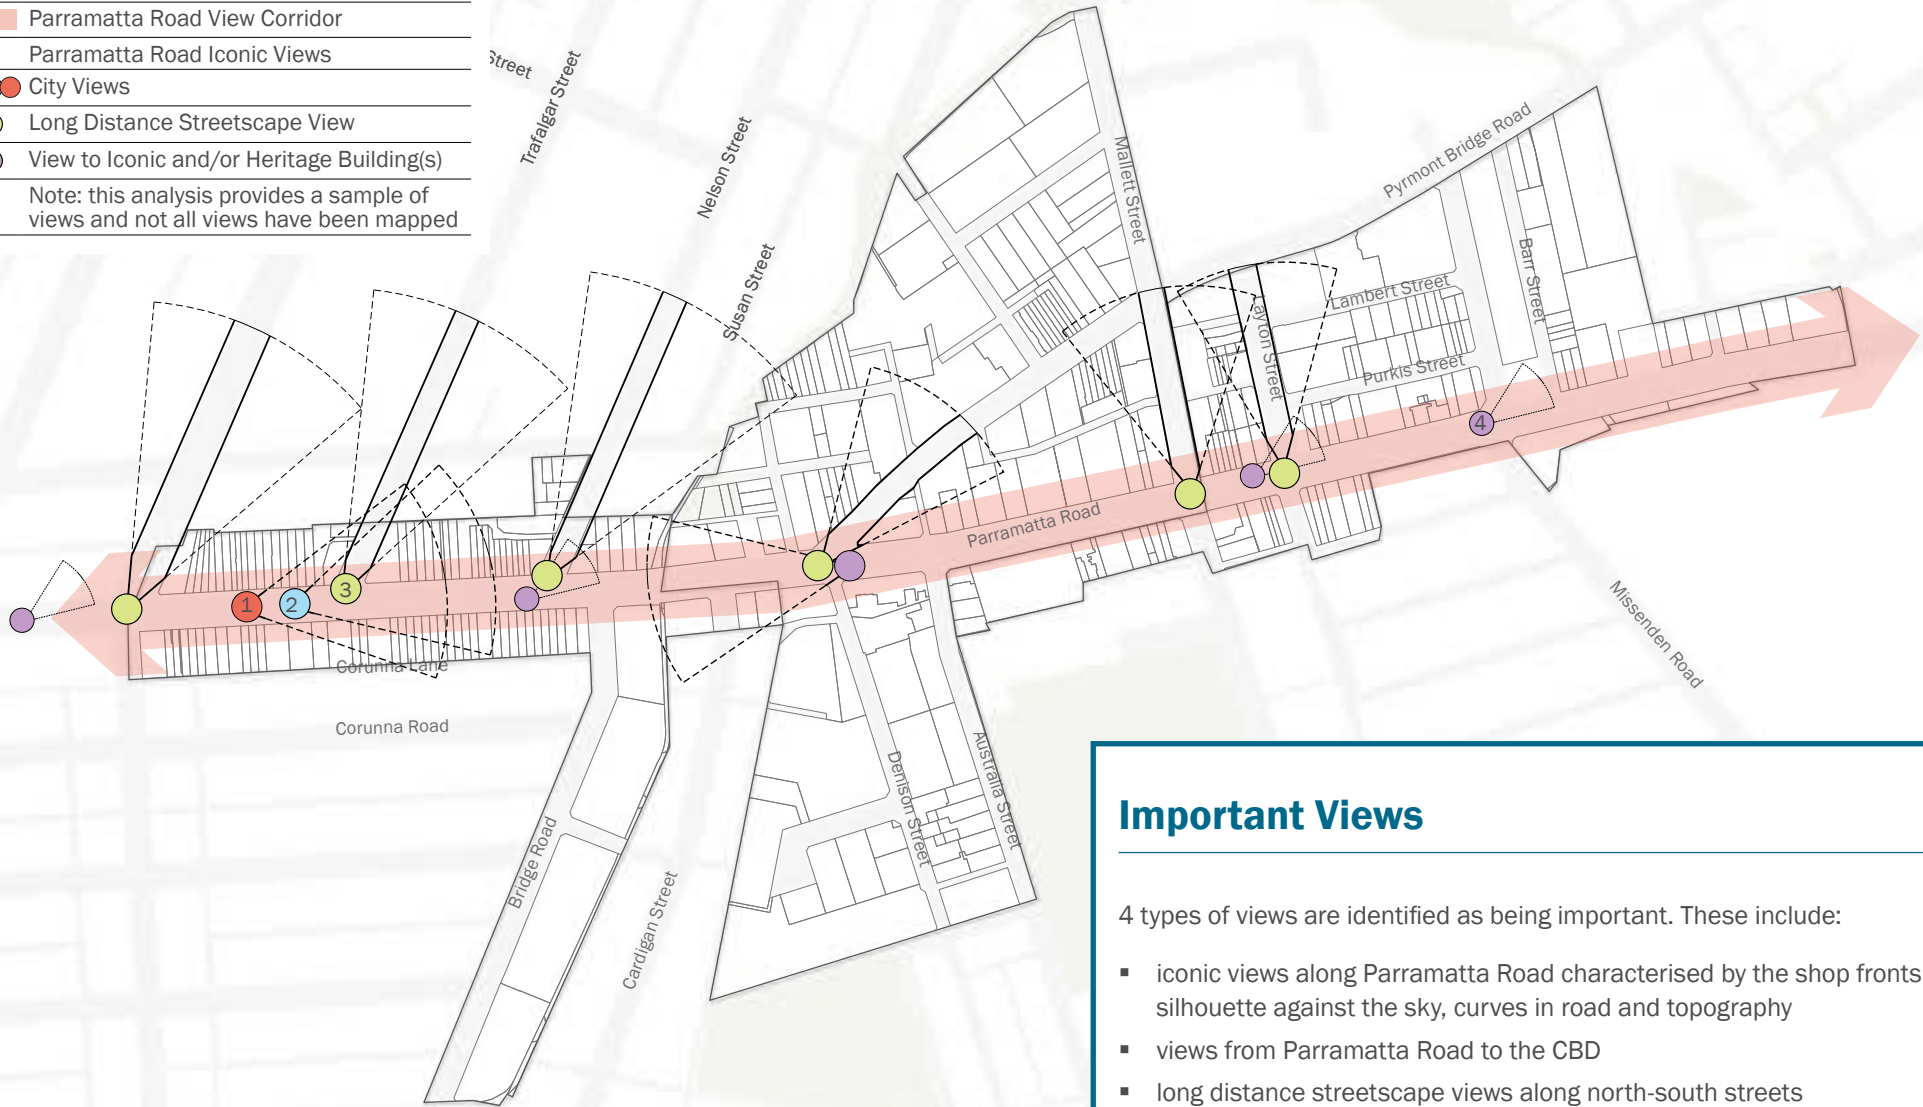 Parramatta Road View Corridor
Parramatta Road Iconic Views
City Views
Long Distance Streetscape View
View to Iconic and/or Heritage Building(s)
Note: this analysis provides a sample of
views and not all views have been mapped
Street
Trafalgar Street
Nelson Street
Susan Street
Mallett Street
Pyrmont Bridge Road
Barr Street
Lambert Street
ayton Street
Purkis Street
Parramatta Road
1
2
3
4
Corunna Lane
Corunna Road
Bridge Road
Cardigan Street
Denison Street
Australia Street
Missenden Road
Important Views
4 types of views are identified as being important. These include:
▪ iconic views along Parramatta Road characterised by the shop fronts
silhouette against the sky, curves in road and topography
▪ views from Parramatta Road to the CBD
▪ long distance streetscape views along north-south streets